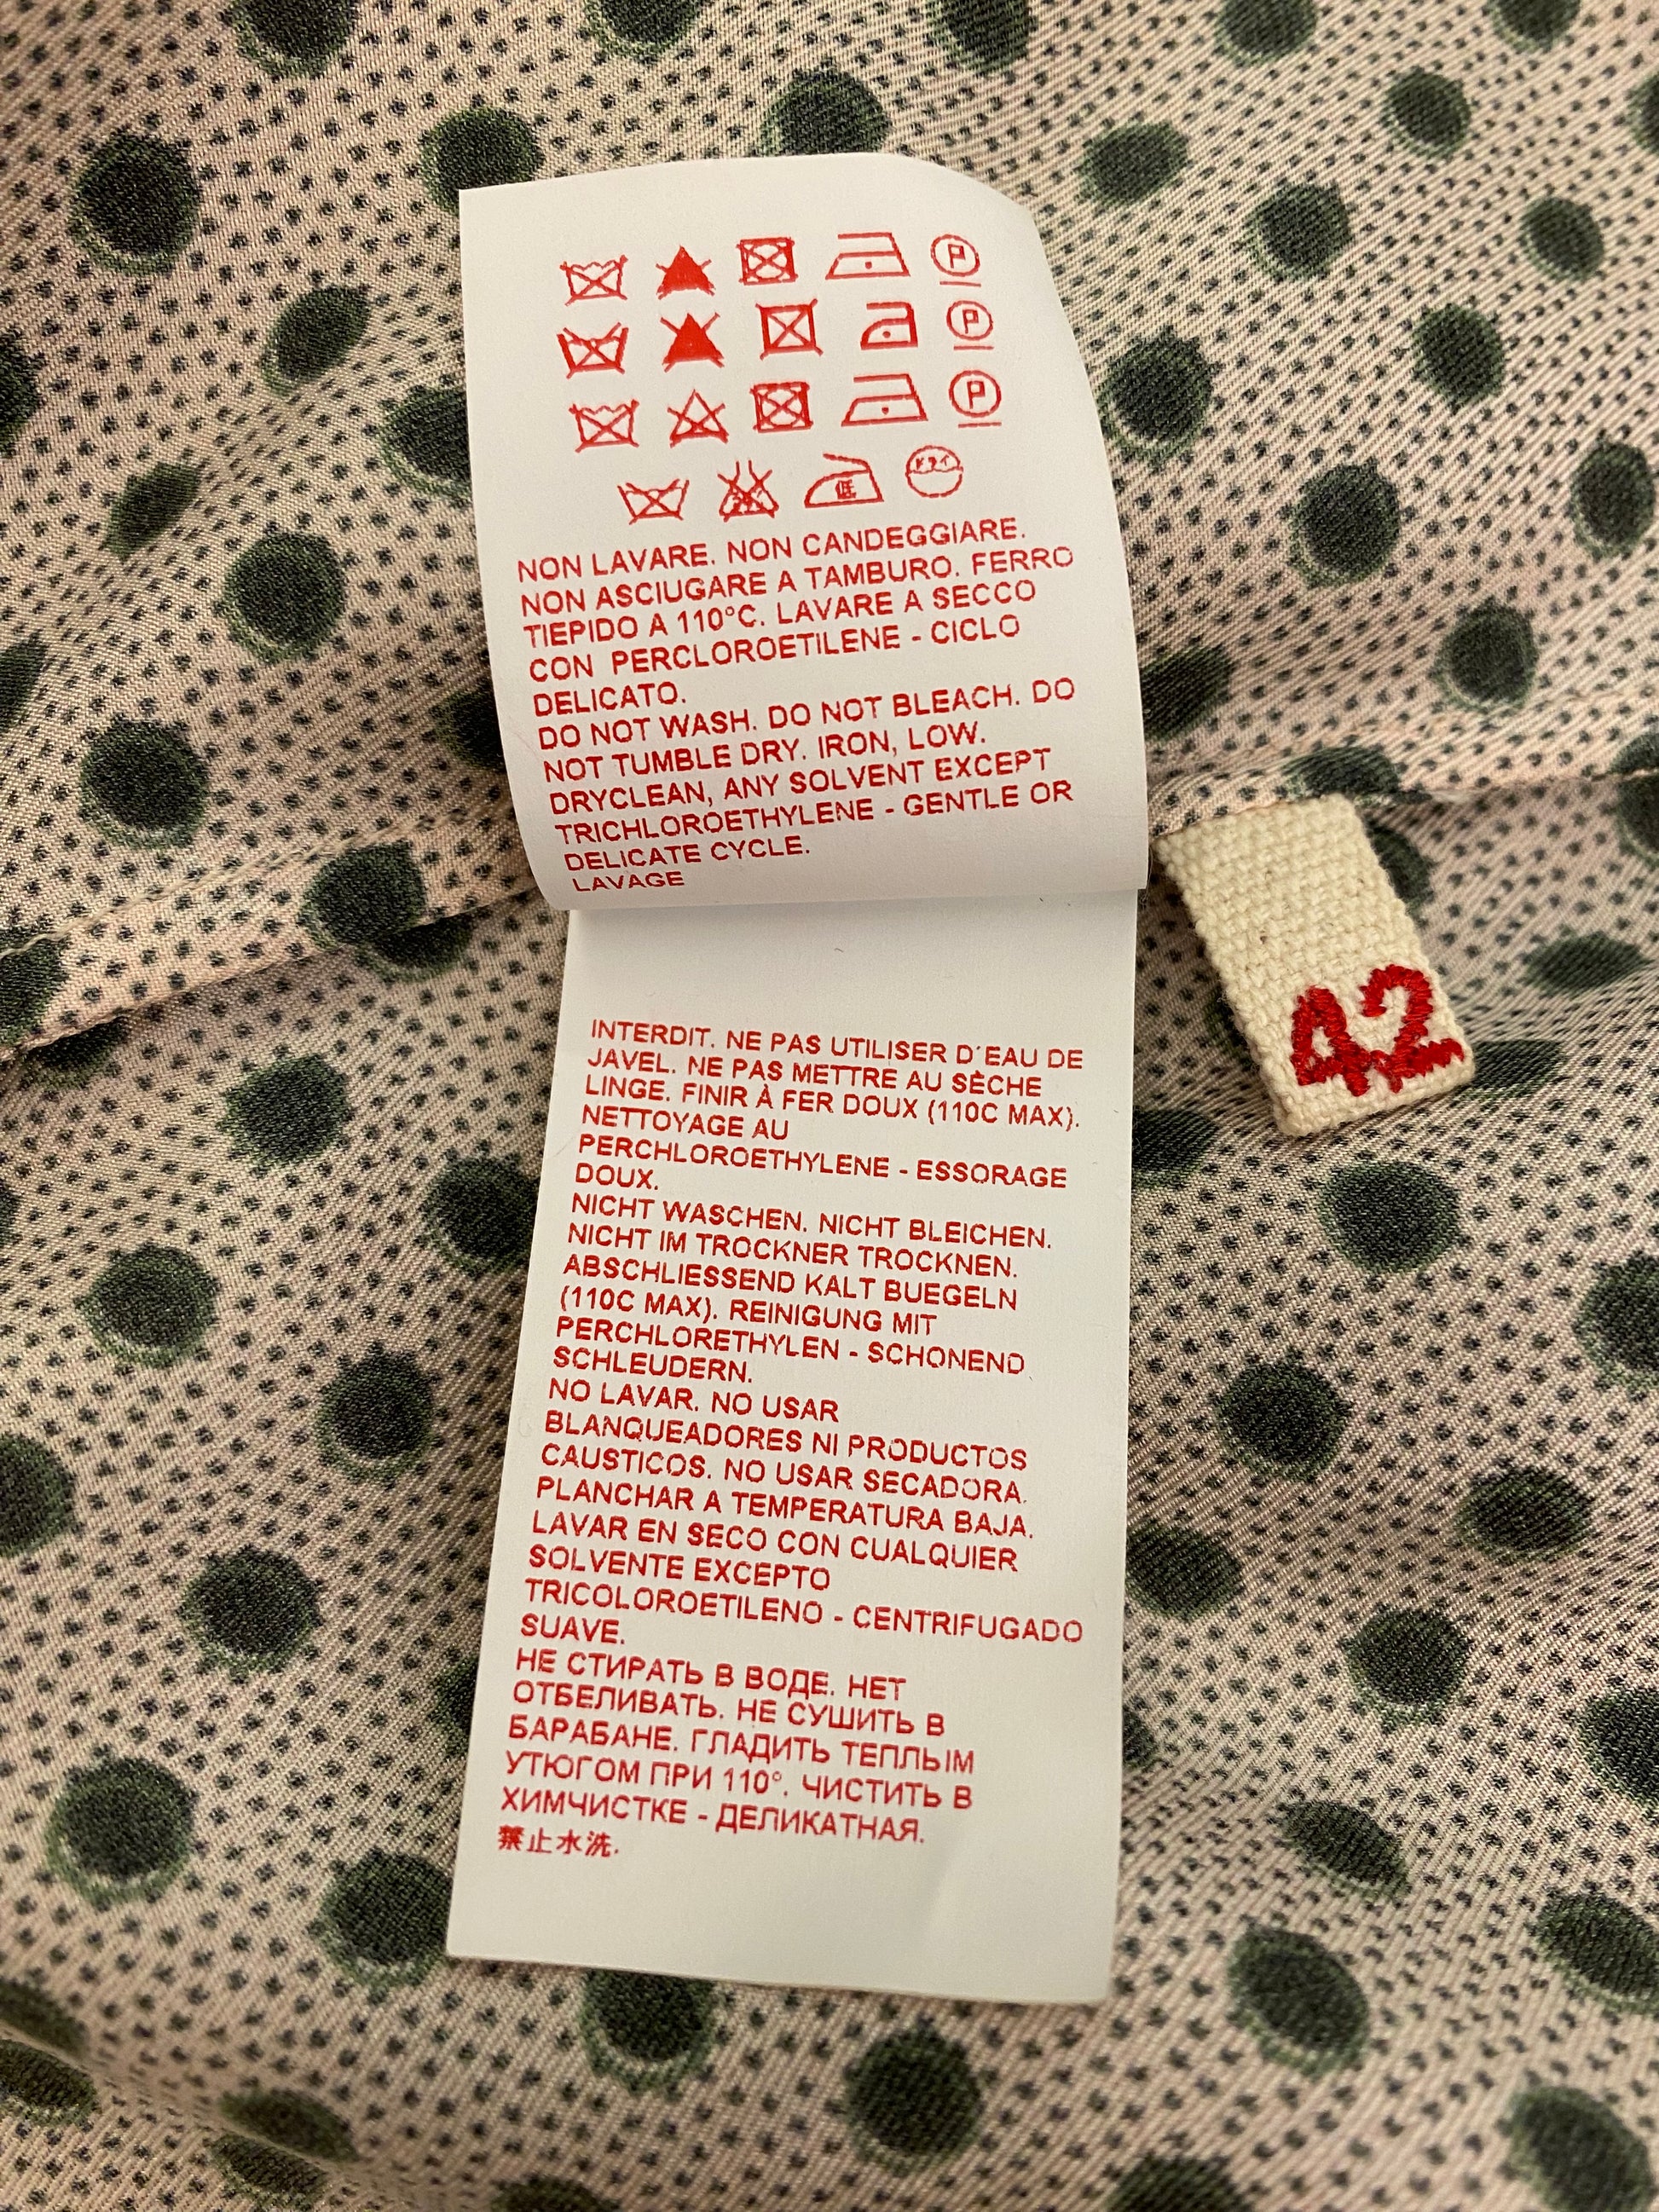 P
P
P
低
ドライ
NON LAVARE. NON CANDEGGIARE.
NON ASCIUGARE A TAMBURO. FERRO
TIEPIDO A 110°C. LAVARE A SECCO
CON PERCLOROETILENE - CICLO
DELICATO.
DO NOT WASH. DO NOT BLEACH. DO
NOT TUMBLE DRY. IRON, LOW.
DRYCLEAN, ANY SOLVENT EXCEPT
TRICHLOROETHYLENE - GENTLE OR
DELICATE CYCLE.
LAVAGE
INTERDIT. NE PAS UTILISER D´EAU DE
JAVEL. NE PAS METTRE AU SÈCHE
LINGE. FINIR À FER DOUX (110C MAX).
NETTOYAGE AU
PERCHLOROETHYLENE - ESSORAGE
DOUX.
NICHT WASCHEN. NICHT BLEICHEN.
NICHT IM TROCKNER TROCKNEN.
ABSCHLIESSEND KALT BUEGELN
(110C MAX). REINIGUNG MIT
PERCHLORETHYLEN - SCHONEND
SCHLEUDERN.
NO LAVAR. NO USAR
BLANQUEADORES NI PRODUCTOS
CAUSTICOS. NO USAR SECADORA.
PLANCHAR A TEMPERATURA BAJA.
LAVAR EN SECO CON CUALQUIER
SOLVENTE EXCEPTO
TRICOLOROETILENO - CENTRIFUGADO
SUAVE.
НЕ СТИРАТЬ В ВОДЕ. НЕТ
ОТБЕЛИВАТЬ. НЕ СУШИТЬ В
БАРАБАНЕ. ГЛАДИТЬ ТЕПЛЫМ
УТЮГОМ ПРИ 110°. ЧИСТИТЬ В
ХИМЧИСТКЕ - ДЕЛИКАТНАЯ.
禁止水洗.
42